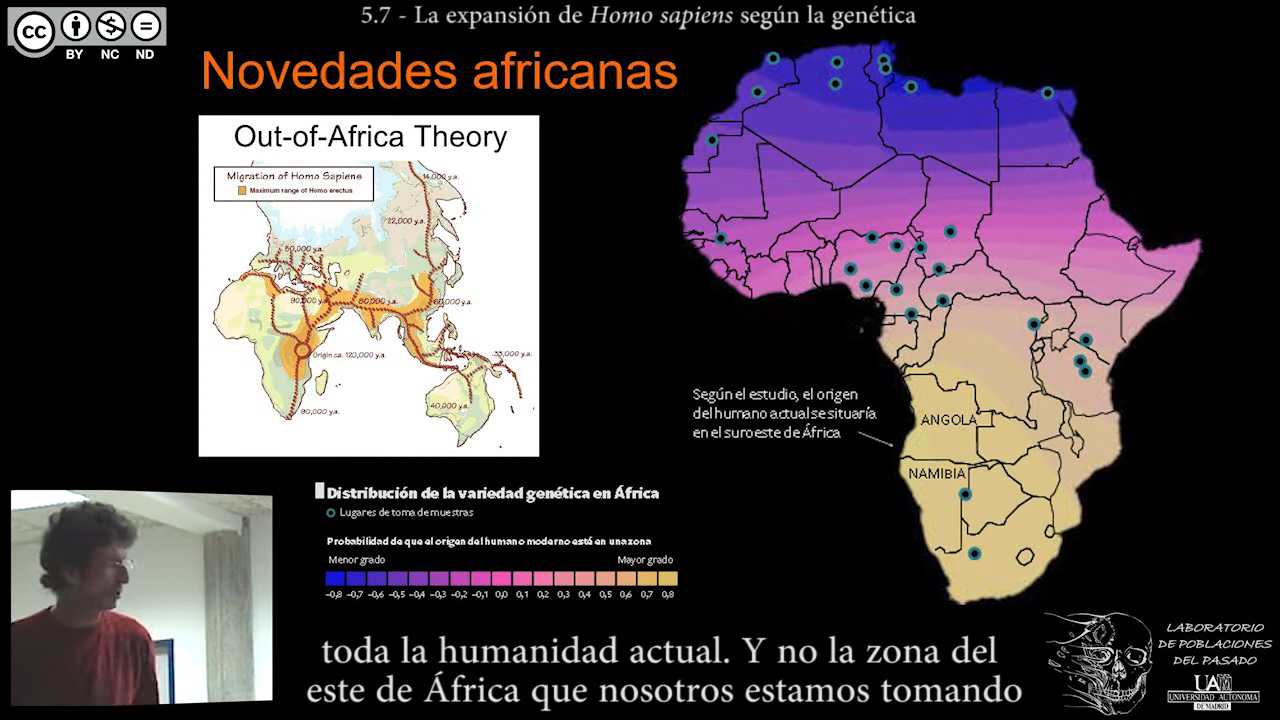 5.7 - La expansión de Homo sapiens según la genética
cc
BY NC ND
Novedades africanas
Out-of-Africa Theory
Migration of Homo Sapiens
Maximum range of Homo erectus
14,000 y.a.
22,000 y.a.
50,000 y.a.
90,000 y.a.
80,000 y.a.
60,000 y.a.
Origin ca. 120,000 y.a.
33,000 y.a.
40,000 y.a.
90,000 y.a.
Según el estudio, el origen
del humano actual se situaría
en el suroeste de África
ANGOLA
NAMIBIA
Distribución de la variedad genética en África
Lugares de toma de muestras
Probabilidad de que el origen del humano moderno esté en una zona
Menor grado Mayor grado
-0,8 -0,7 -0,6 -0,5 -0,4 -0,3 -0,2 -0,1 0,0 0,1 0,2 0,3 0,4 0,5 0,6 0,7 0,8
toda la humanidad actual. Y no la zona del
este de África que nosotros estamos tomando
LABORATORIO
DE POBLACIONES
DEL PASADO
UAM
UNIVERSIDAD AUTONOMA
DE MADRID